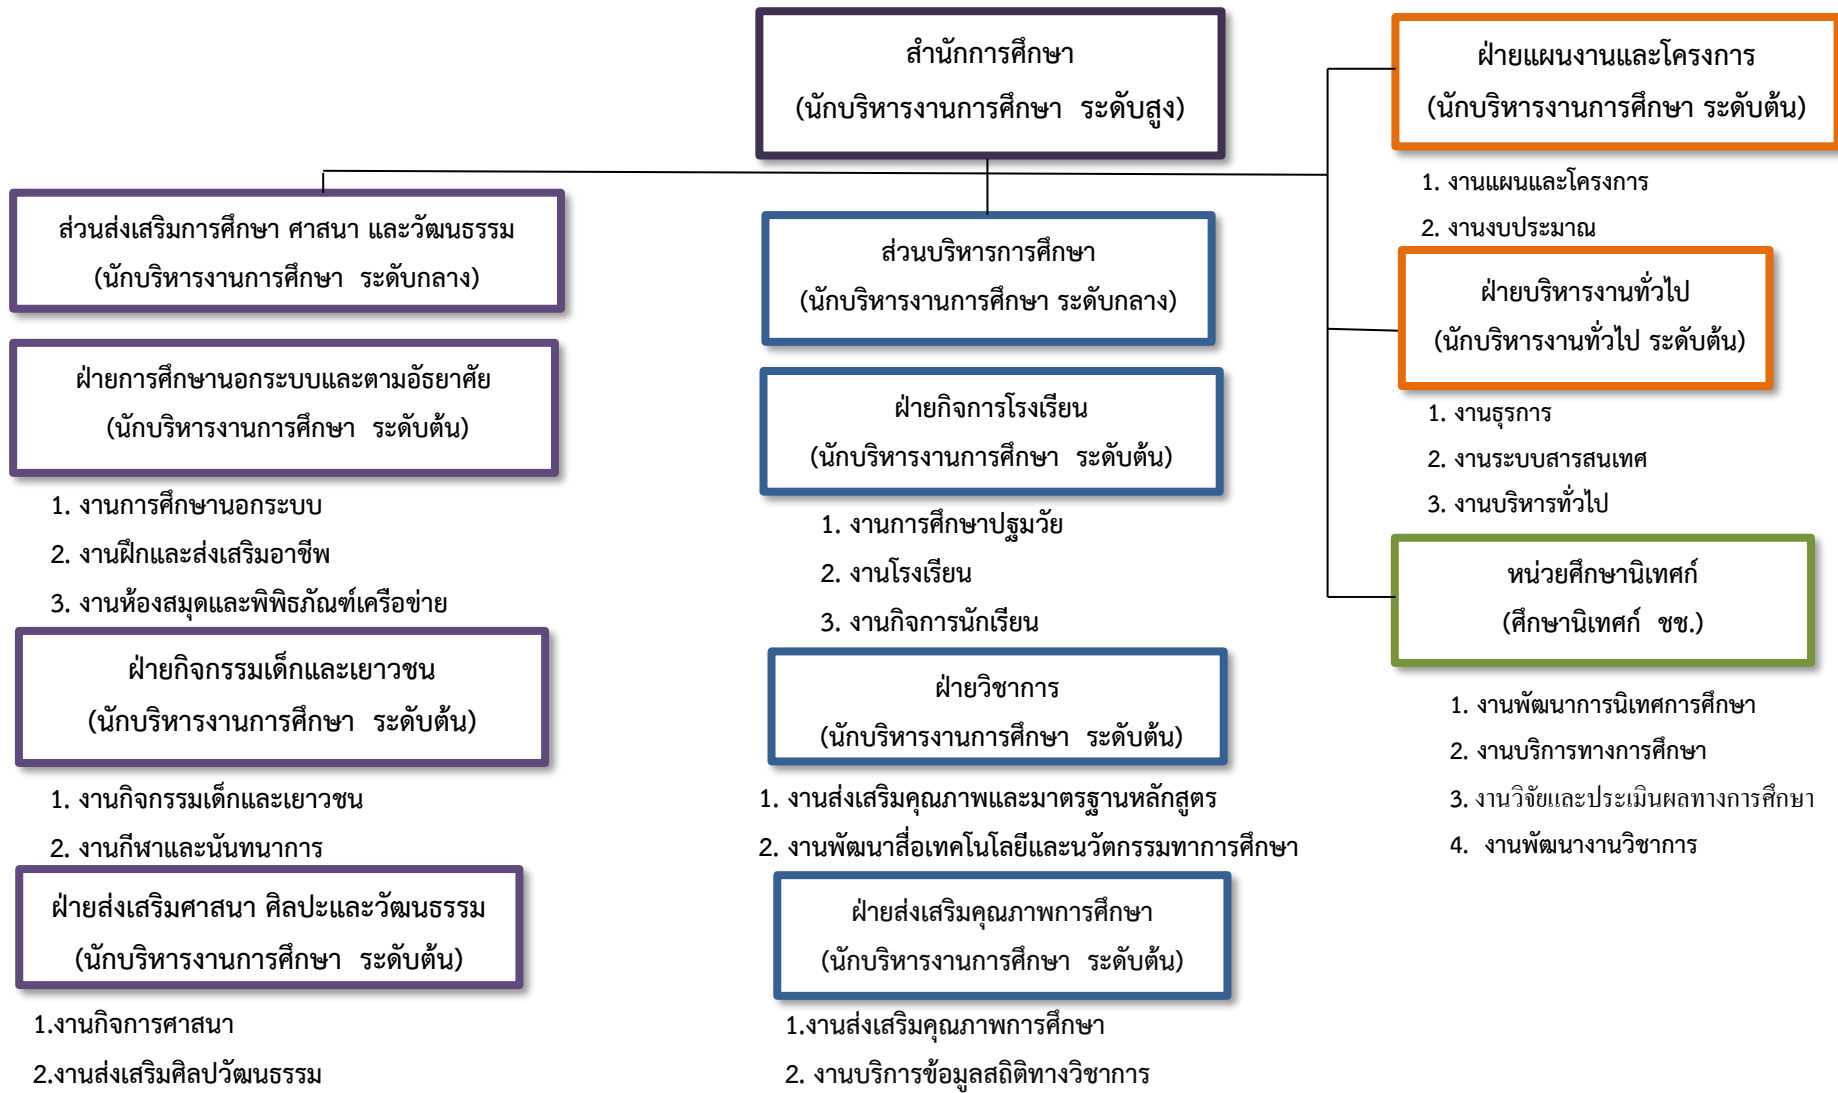 สำนักการศึกษา
(นักบริหารงานการศึกษา ระดับสูง)
ส่วนส่งเสริมการศึกษา ศาสนา และวัฒนธรรม
(นักบริหารงานการศึกษา ระดับกลาง)
ฝ่ายการศึกษานอกระบบและตามอัธยาศัย
(นักบริหารงานการศึกษา ระดับต้น)
1. งานการศึกษานอกระบบ
2. งานฝึกและส่งเสริมอาชีพ
3. งานห้องสมุดและพิพิธภัณฑ์เครือข่าย
ฝ่ายกิจกรรมเด็กและเยาวชน
(นักบริหารงานการศึกษา ระดับต้น)
1. งานกิจกรรมเด็กและเยาวชน
2. งานกีฬาและนันทนาการ
ฝ่ายส่งเสริมศาสนา ศิลปะและวัฒนธรรม
(นักบริหารงานการศึกษา ระดับต้น)
1.งานกิจการศาสนา
2.งานส่งเสริมศิลปวัฒนธรรม
ส่วนบริหารการศึกษา
(นักบริหารงานการศึกษา ระดับกลาง)
ฝ่ายกิจการโรงเรียน
(นักบริหารงานการศึกษา ระดับต้น)
1. งานการศึกษาปฐมวัย
2. งานโรงเรียน
3. งานกิจการนักเรียน
ฝ่ายวิชาการ
(นักบริหารงานการศึกษา ระดับต้น)
1. งานส่งเสริมคุณภาพและมาตรฐานหลักสูตร
2. งานพัฒนาสื่อเทคโนโลยีและนวัตกรรมทาการศึกษา
ฝ่ายส่งเสริมคุณภาพการศึกษา
(นักบริหารงานการศึกษา ระดับต้น)
1.งานส่งเสริมคุณภาพการศึกษา
2. งานบริการข้อมูลสถิติทางวิชาการ
ฝ่ายแผนงานและโครงการ
(นักบริหารงานการศึกษา ระดับต้น)
1. งานแผนและโครงการ
2. งานงบประมาณ
ฝ่ายบริหารงานทั่วไป
(นักบริหารงานทั่วไป ระดับต้น)
1. งานธุรการ
2. งานระบบสารสนเทศ
3. งานบริหารทั่วไป
หน่วยศึกษานิเทศก์
(ศึกษานิเทศก์ ชช.)
1. งานพัฒนาการนิเทศการศึกษา
2. งานบริการทางการศึกษา
3. งานวิจัยและประเมินผลทางการศึกษา
4. งานพัฒนางานวิชาการ